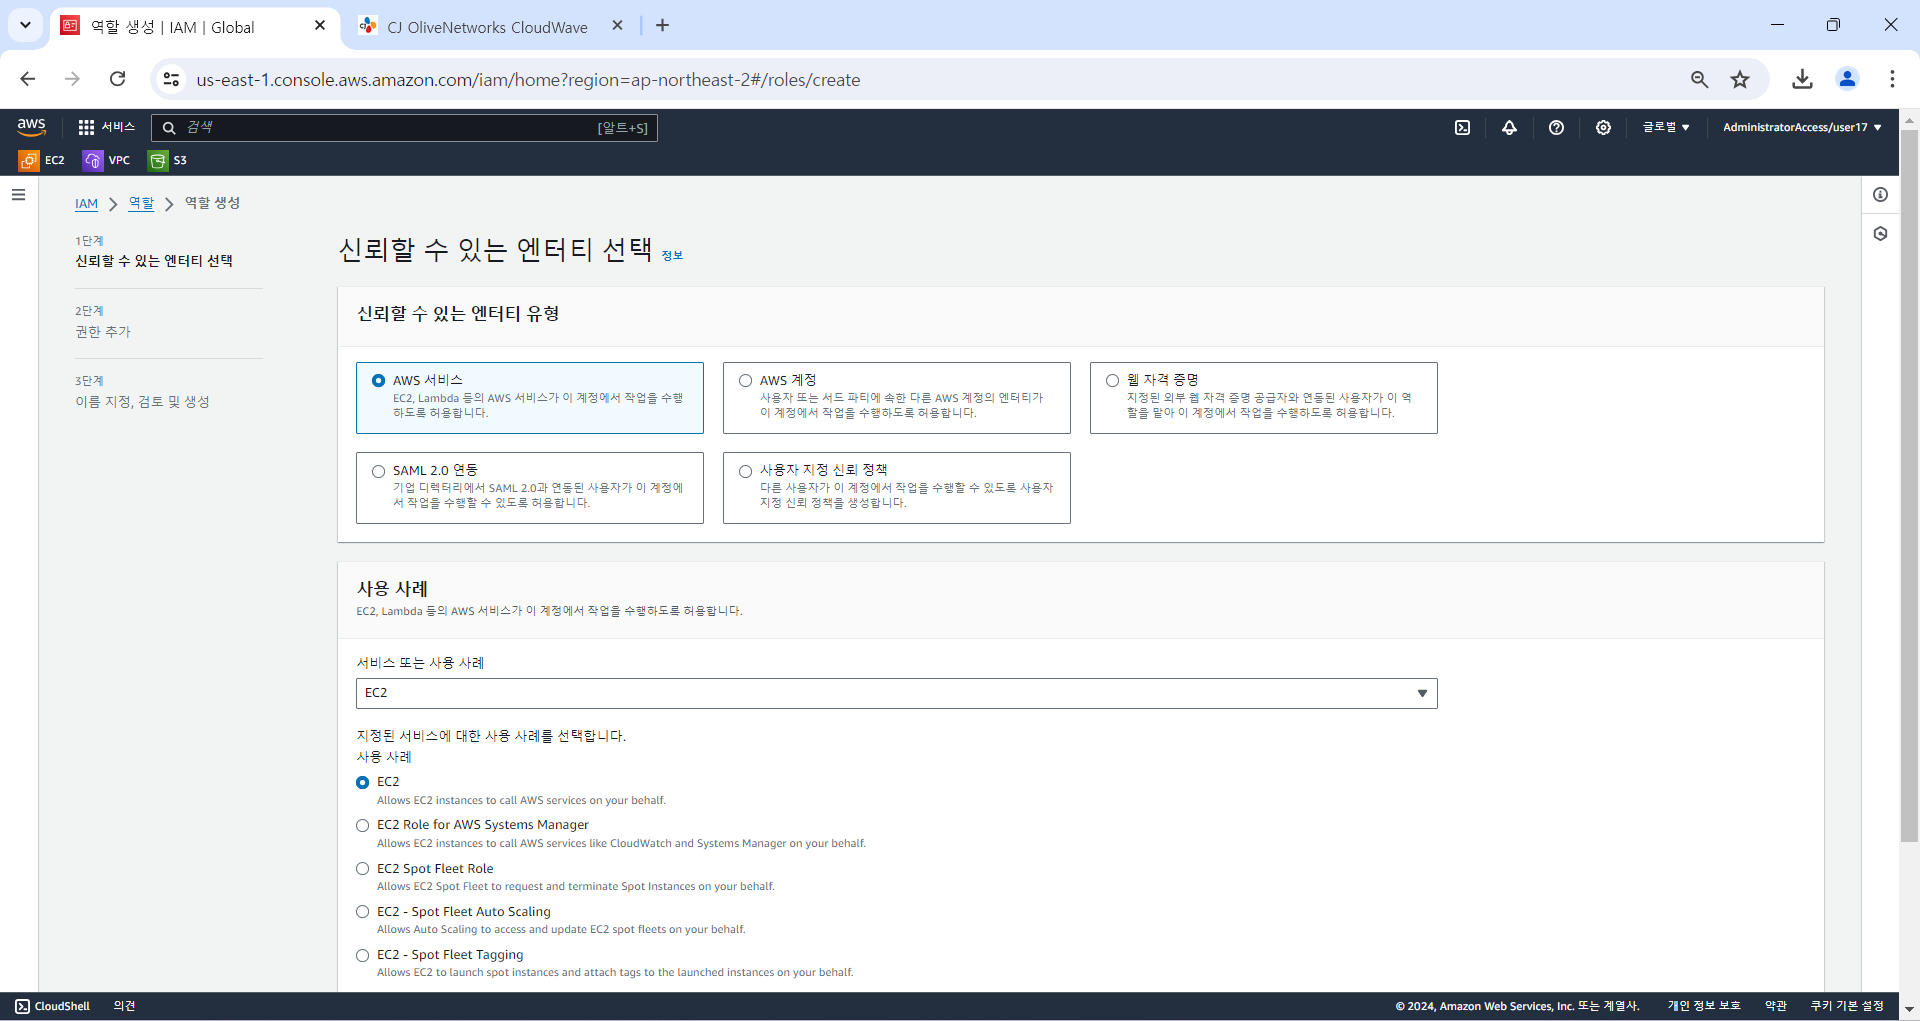 역할 생성 | IAM | Global
CJ OliveNetworks CloudWave
us-east-1.console.aws.amazon.com/iam/home?region=ap-northeast-2#/roles/create
aws
서비스
검색
[알트+S]
글로벌
AdministratorAccess/user17
EC2
VPC
S3
IAM
역할
역할 생성
1단계
신뢰할 수 있는 엔터티 선택
2단계
권한 추가
3단계
이름 지정, 검토 및 생성
신뢰할 수 있는 엔터티 선택 정보
신뢰할 수 있는 엔터티 유형
AWS 서비스
EC2, Lambda 등의 AWS 서비스가 이 계정에서 작업을 수행
하도록 허용합니다.
AWS 계정
사용자 또는 서드 파티에 속한 다른 AWS 계정의 엔터티가
이 계정에서 작업을 수행하도록 허용합니다.
웹 자격 증명
지정된 외부 웹 자격 증명 공급자와 연동된 사용자가 이 역
할을 맡아 이 계정에서 작업을 수행하도록 허용합니다.
SAML 2.0 연동
기업 디렉터리에서 SAML 2.0과 연동된 사용자가 이 계정에
서 작업을 수행할 수 있도록 허용합니다.
사용자 지정 신뢰 정책
다른 사용자가 이 계정에서 작업을 수행할 수 있도록 사용자
지정 신뢰 정책을 생성합니다.
사용 사례
EC2, Lambda 등의 AWS 서비스가 이 계정에서 작업을 수행하도록 허용합니다.
서비스 또는 사용 사례
EC2
지정된 서비스에 대한 사용 사례를 선택합니다.
사용 사례
EC2
Allows EC2 instances to call AWS services on your behalf.
EC2 Role for AWS Systems Manager
Allows EC2 instances to call AWS services like CloudWatch and Systems Manager on your behalf.
EC2 Spot Fleet Role
Allows EC2 Spot Fleet to request and terminate Spot Instances on your behalf.
EC2 - Spot Fleet Auto Scaling
Allows Auto Scaling to access and update EC2 spot fleets on your behalf.
EC2 - Spot Fleet Tagging
Allows EC2 to launch spot instances and attach tags to the launched instances on your behalf.
CloudShell
의견
© 2024, Amazon Web Services, Inc. 또는 계열사.
개인 정보 보호
약관
쿠키 기본 설정